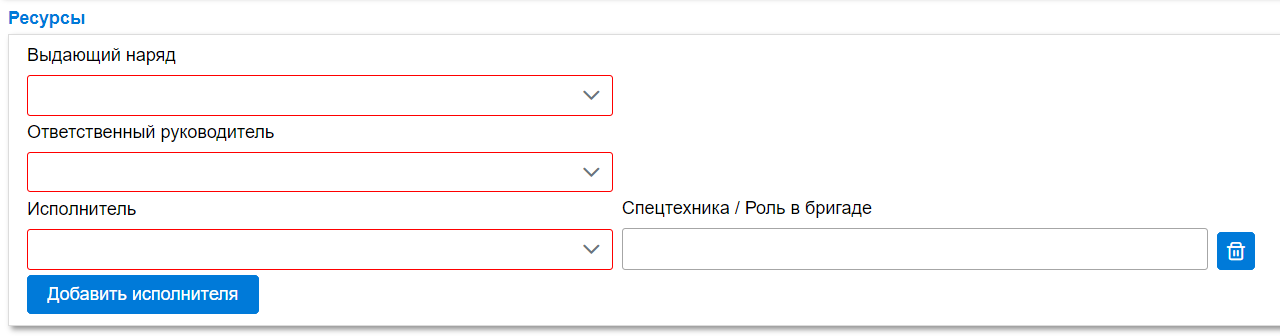 Ресурсы
Выдающий наряд
Ответственный руководитель
Исполнитель
Спецтехника / Роль в бригаде
Добавить исполнителя